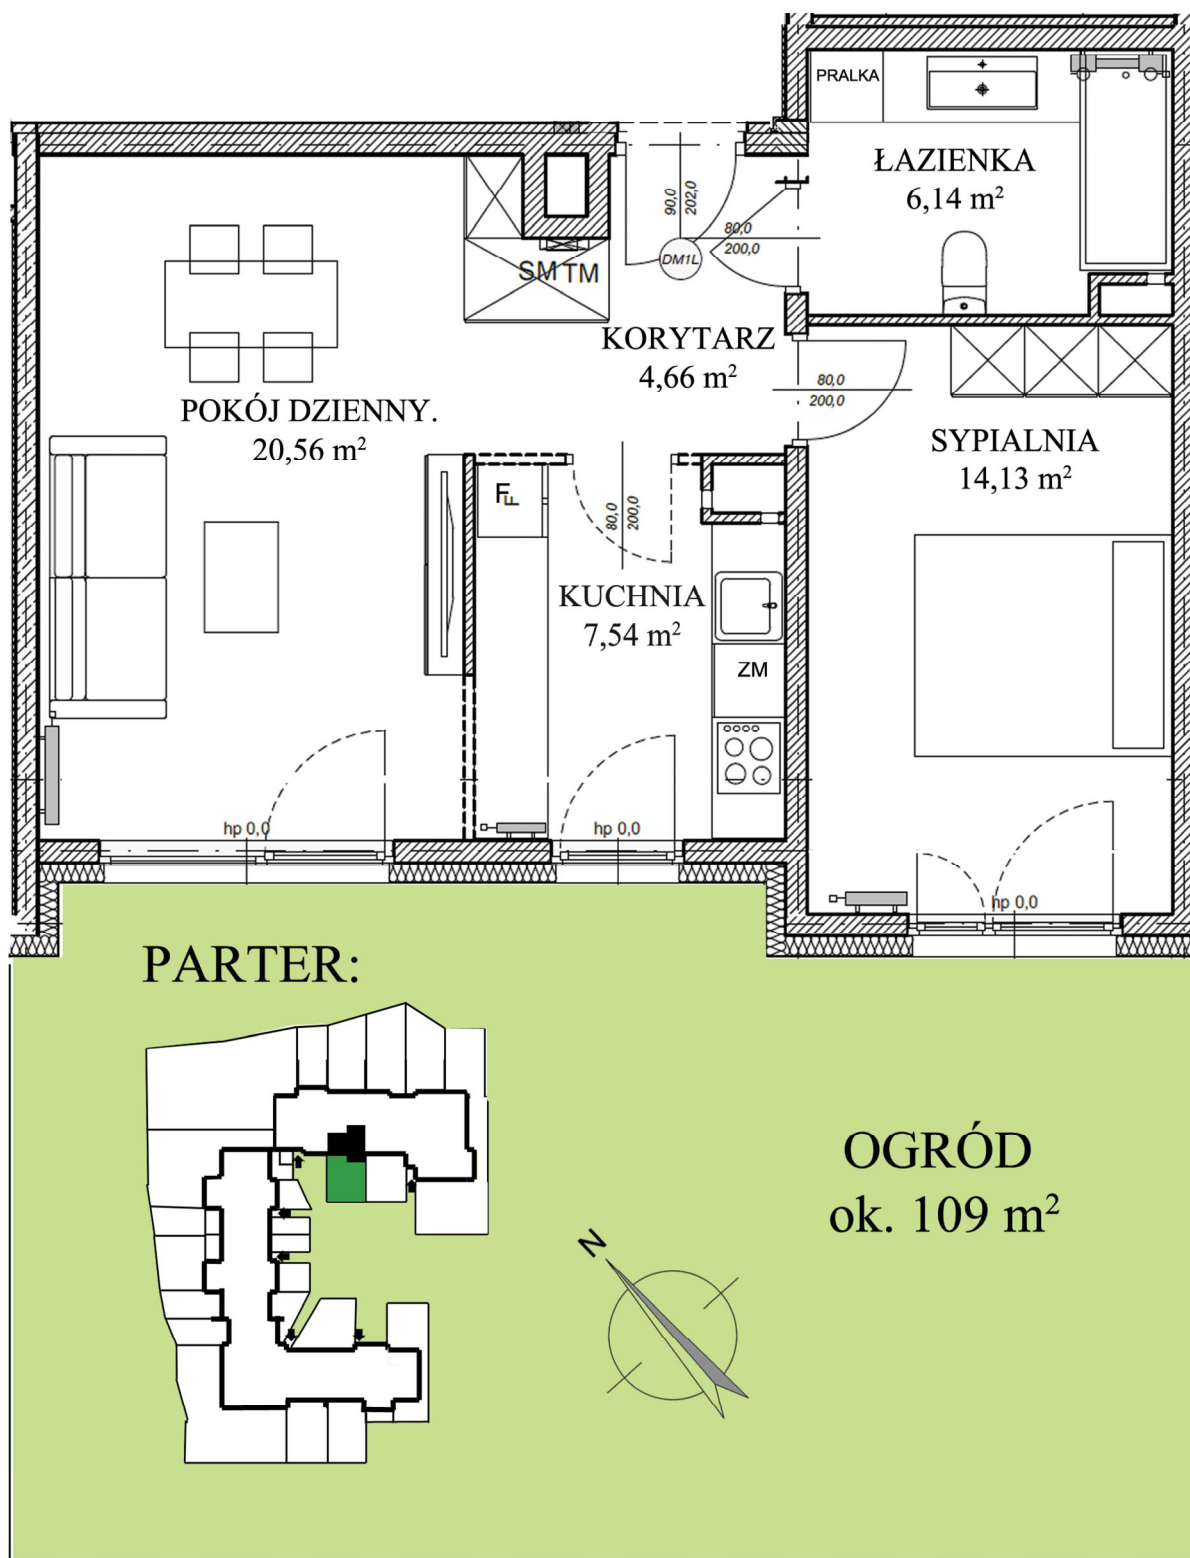 PRALKA
ŁAZIENKA
6,14 m²
90,0
202,0
80,0
200,0
DM1L
SM TM
KORYTARZ
4,66 m²
80,0
200,0
POKÓJ DZIENNY.
20,56 m²
SYPIALNIA
14,13 m²
F
F
80,0
200,0
KUCHNIA
7,54 m²
ZM
hp 0,0
hp 0,0
hp 0,0
PARTER:
OGRÓD
ok. 109 m²
N